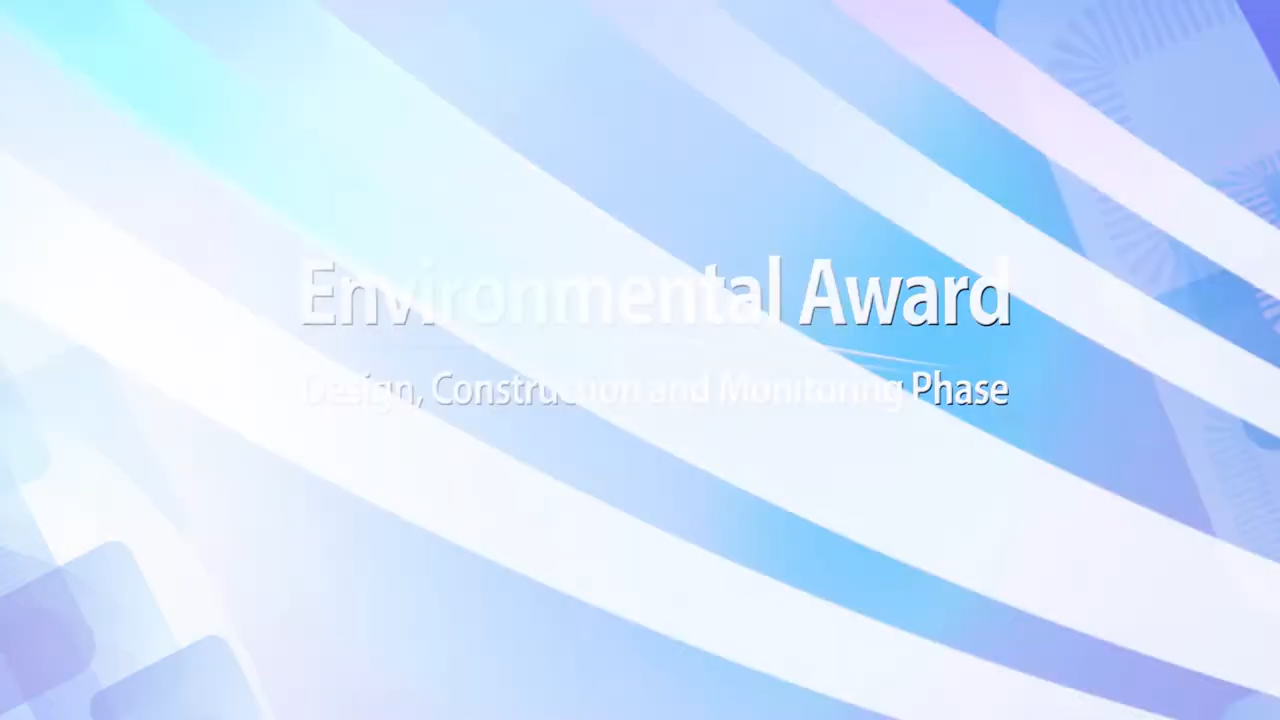 Environmental Award
Design, Construction and Monitoring Phase